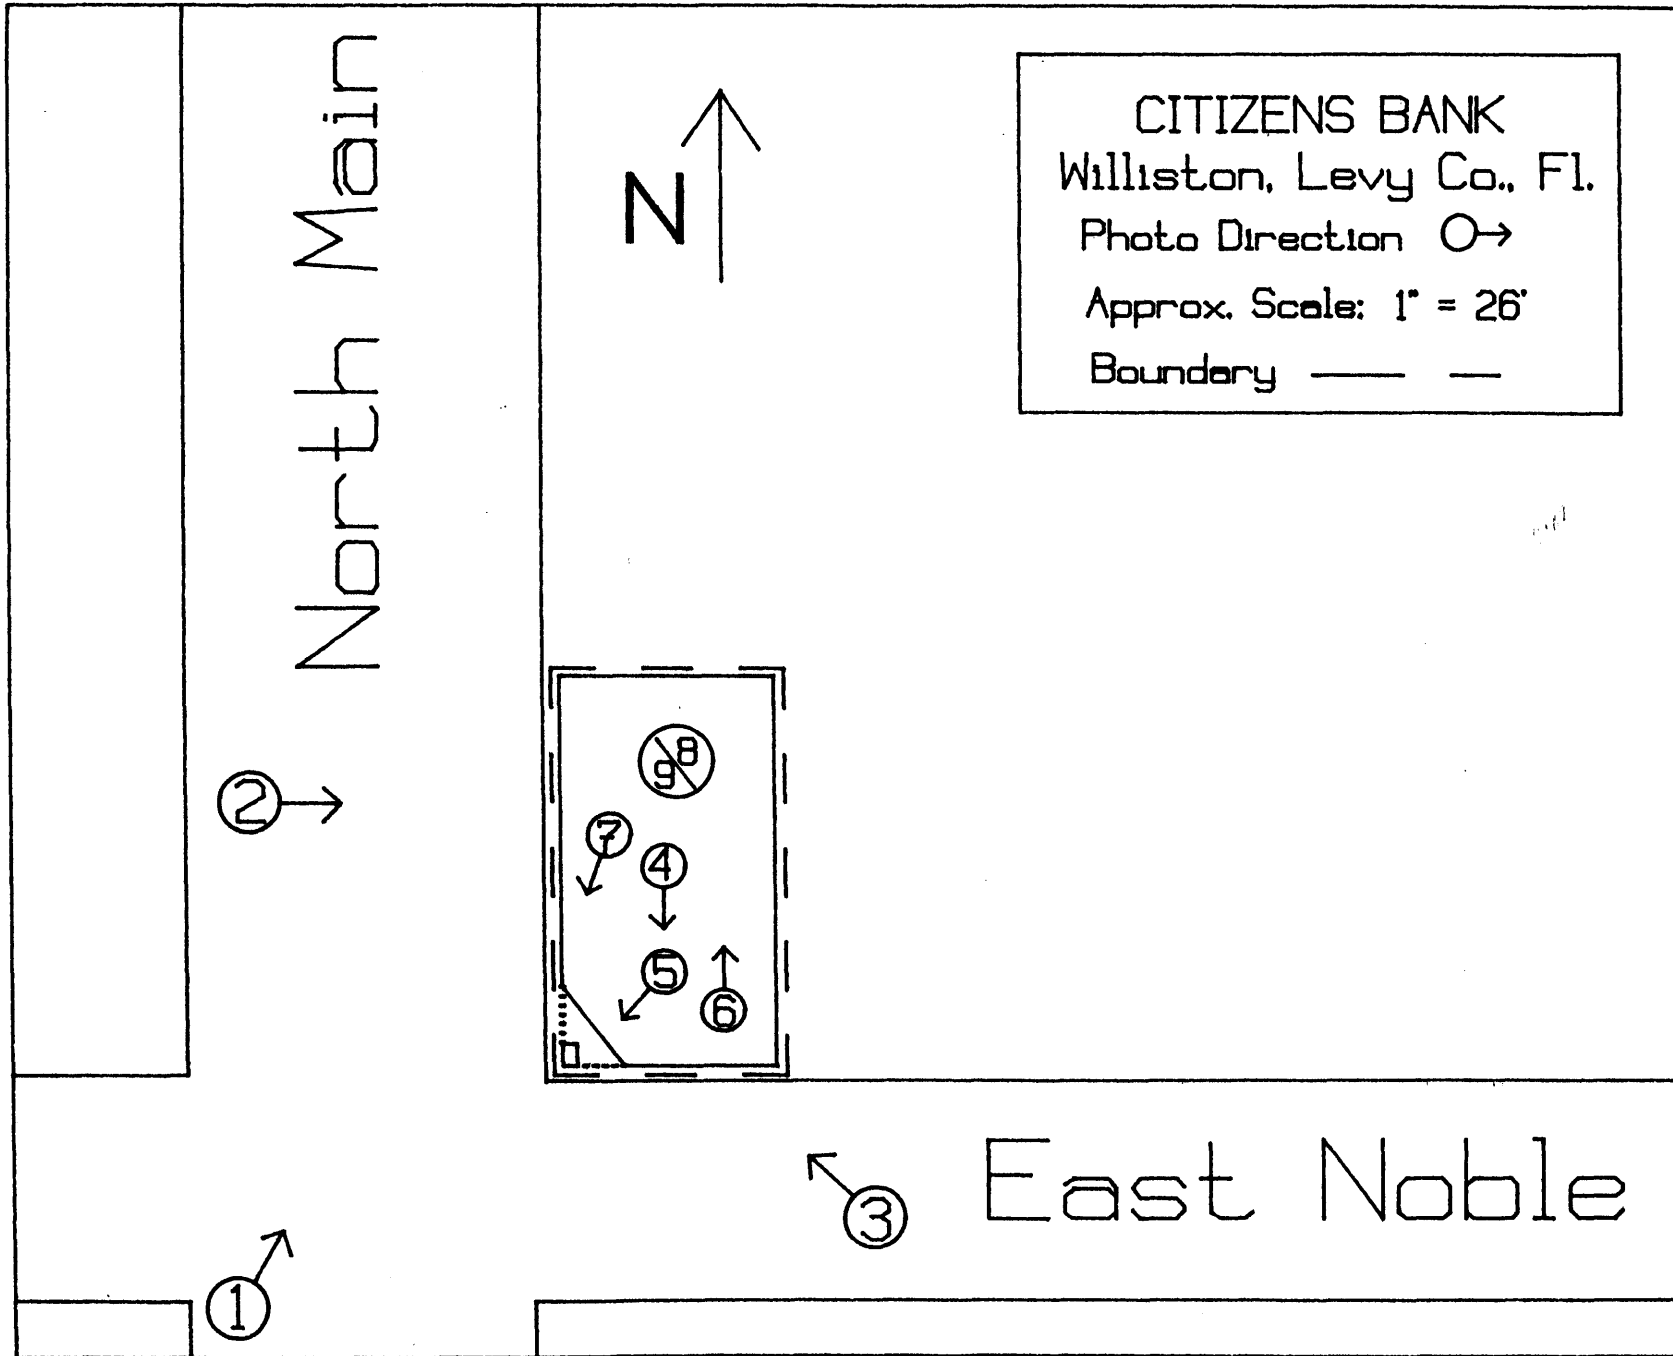 CITIZENS BANK
Williston, Levy Co., Fl.
Photo Direction
Approx. Scale: 1" = 26'
Boundary
North Main
N
8
9
2
7
4
5
6
3
East Noble
1